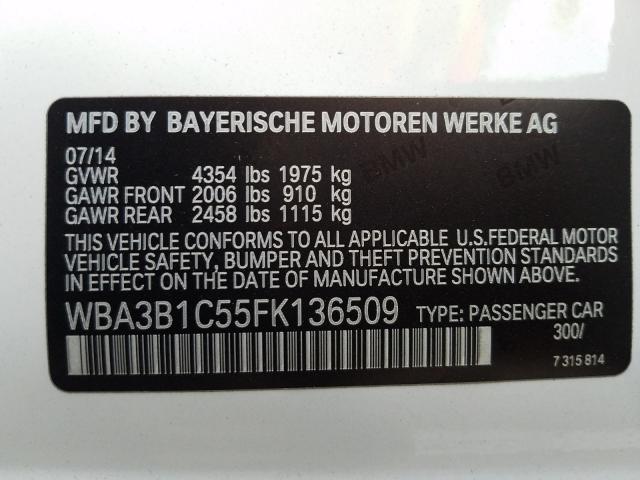 MFD BY BAYERISCHE MOTOREN WERKE AG
07/14
GVWR 4354 lbs 1975 kg
GAWR FRONT 2006 lbs 910 kg
GAWR REAR 2458 lbs 1115 kg
THIS VEHICLE CONFORMS TO ALL APPLICABLE U.S.FEDERAL MOTOR
VEHICLE SAFETY, BUMPER AND THEFT PREVENTION STANDARDS
IN EFFECT ON THE DATE OF MANUFACTURE SHOWN ABOVE.
WBA3B1C55FK136509 TYPE: PASSENGER CAR
300/
7 315 814
BMW
BMW